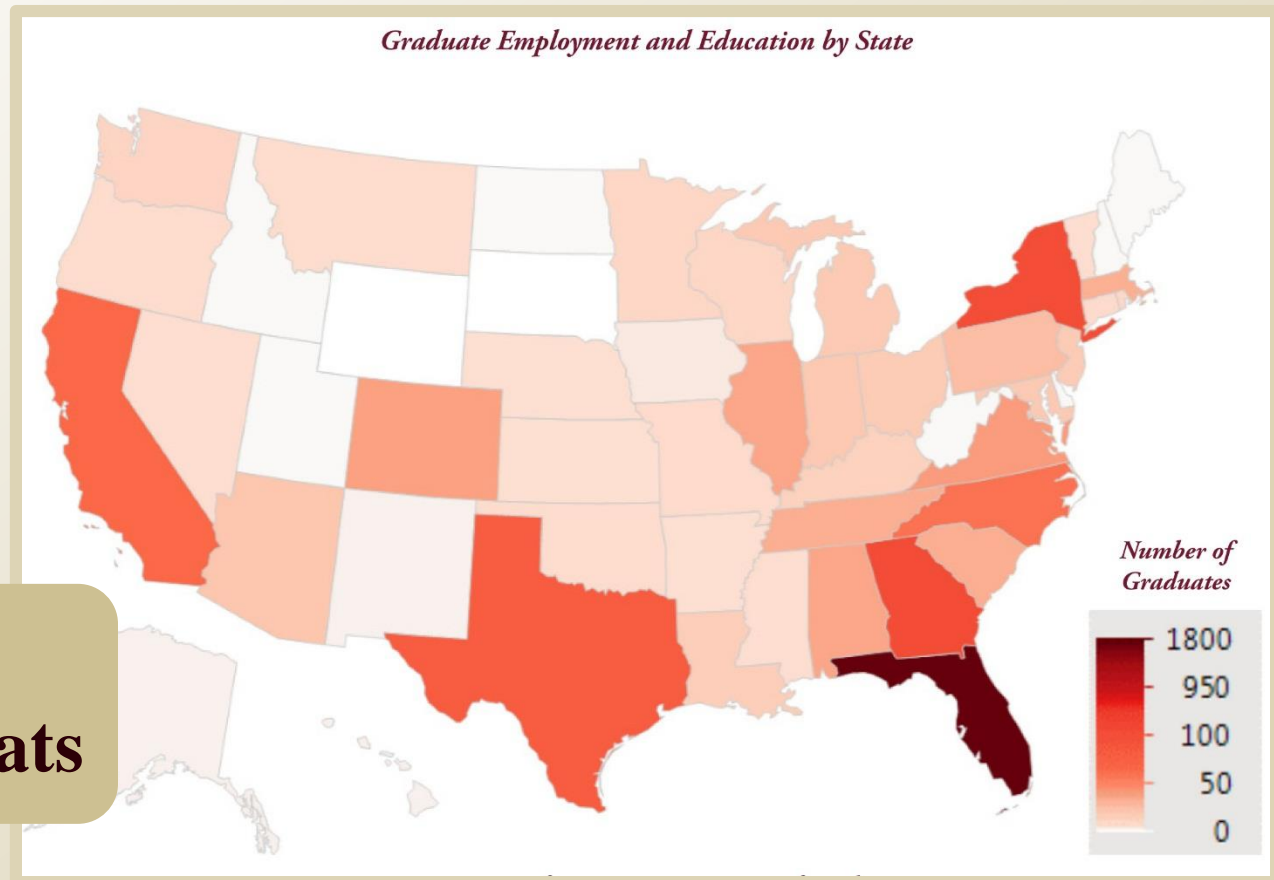 Graduate Employment and Education by State
Number of
Graduates
1800
950
100
50
0
ats